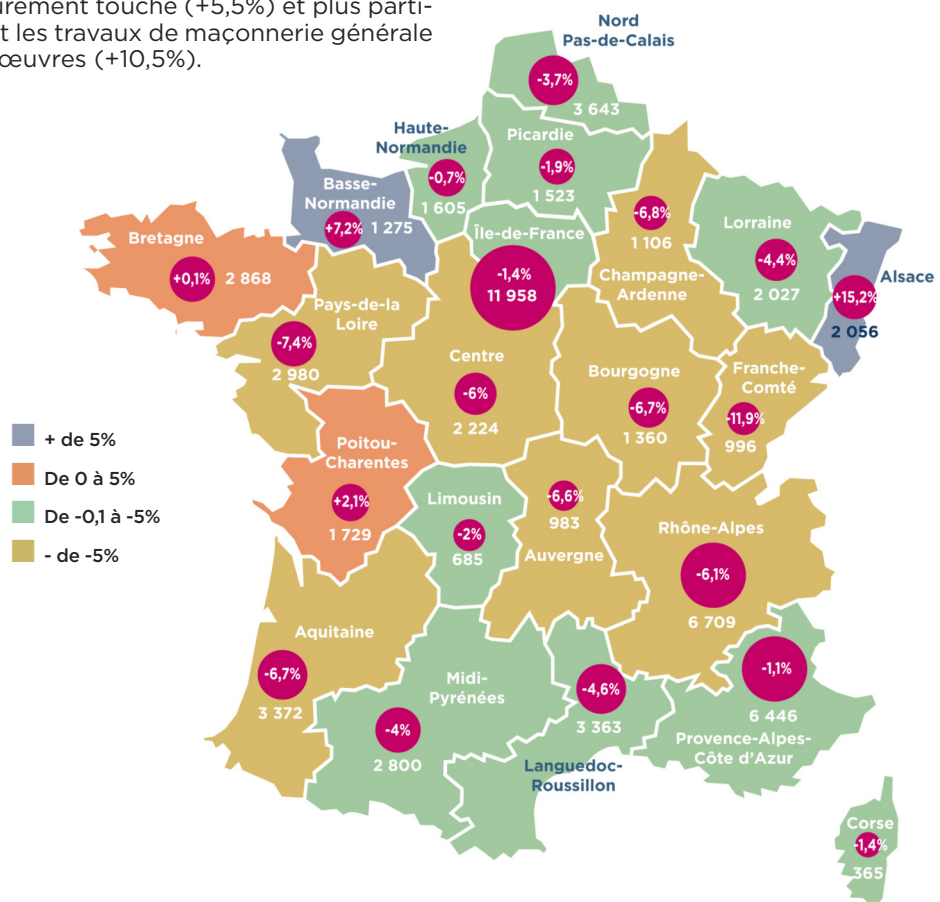 urement touché (+5,5%) et plus parti-
t les travaux de maçonnerie générale
œuvres (+10,5%).
Nord
Pas-de-Calais
-3,7%
3 643
Haute-
Normandie
-0,7%
1 605
Picardie
-1,9%
1 523
Basse-
Normandie
+7,2% 1 275
Île-de-France
-1,4%
11 958
-6,8%
1 106
Champagne-
Ardenne
Lorraine
-4,4%
2 027
Alsace
+15,2%
2 056
Bretagne
+0,1% 2 868
Pays-de-la
Loire
-7,4%
2 980
Centre
-6%
2 224
Bourgogne
-6,7%
1 360
Franche-
Comté
-11,9%
996
+ de 5%
De 0 à 5%
De -0,1 à -5%
- de -5%
Poitou-
Charentes
+2,1%
1 729
Limousin
-2%
685
-6,6%
983
Auvergne
Rhône-Alpes
-6,1%
6 709
Aquitaine
-6,7%
3 372
Midi-
Pyrénées
-4%
2 800
-4,6%
3 363
Languedoc-
Roussillon
-1,1%
6 446
Provence-Alpes-
Côte d'Azur
Corse
-1,4%
365